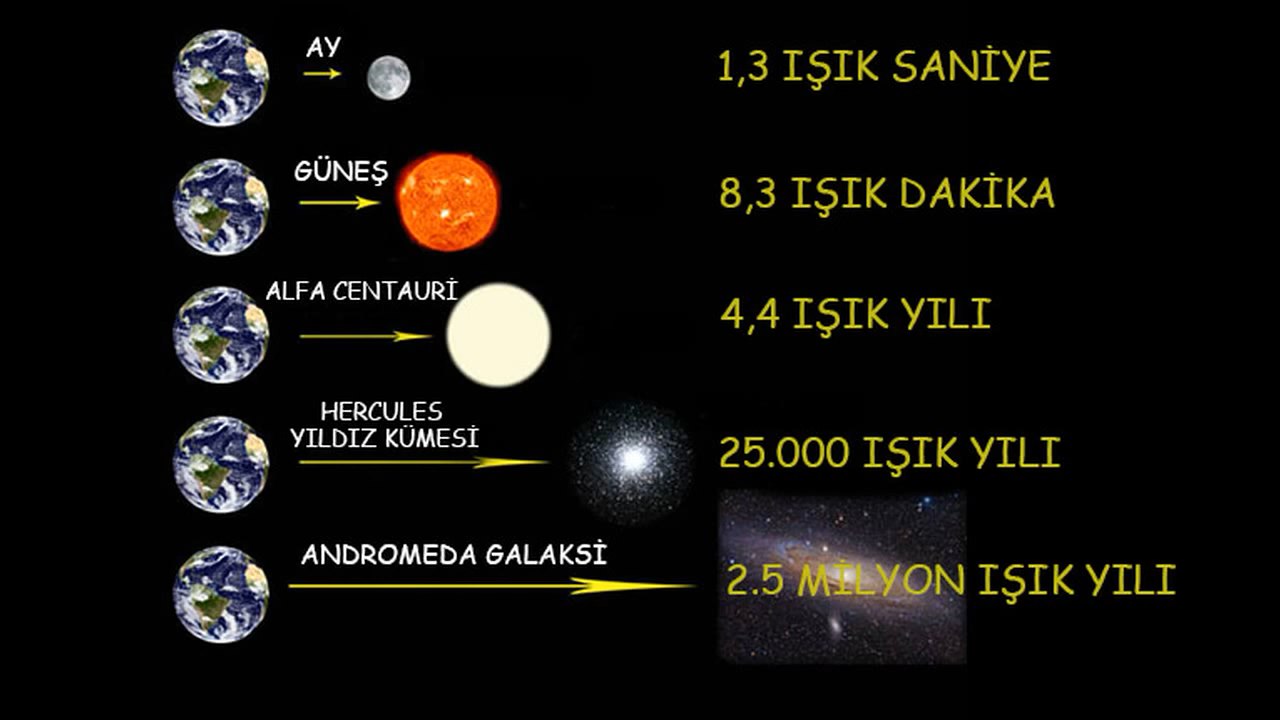 AY
1,3 IŞIK SANİYE
GÜNEŞ
8,3 IŞIK DAKİKA
ALFA CENTAURİ
4,4 IŞIK YILI
HERCULES
YILDIZ KÜMESİ
25.000 IŞIK YILI
ANDROMEDA GALAKSİ
2.5 MİLYON IŞIK YILI